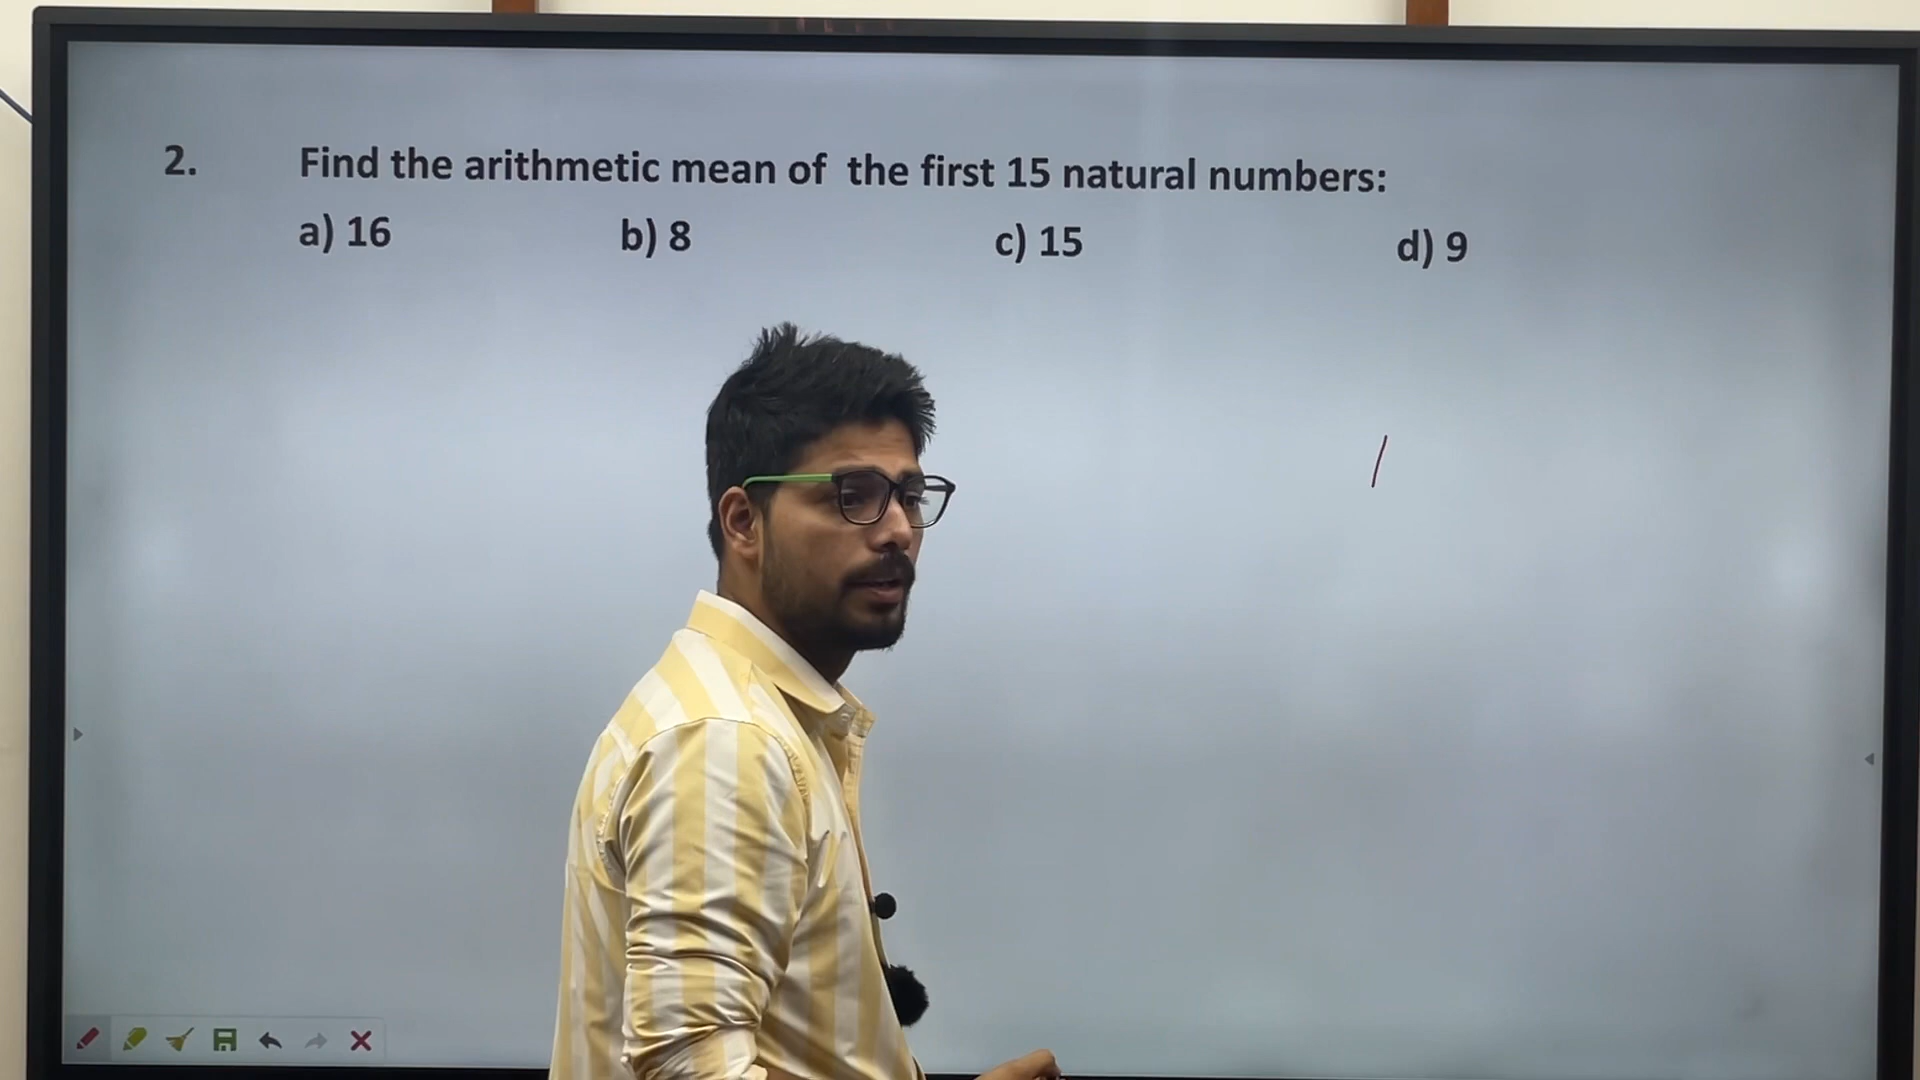 2. Find the arithmetic mean of the first 15 natural numbers:
a) 16 b) 8 c) 15 d) 9